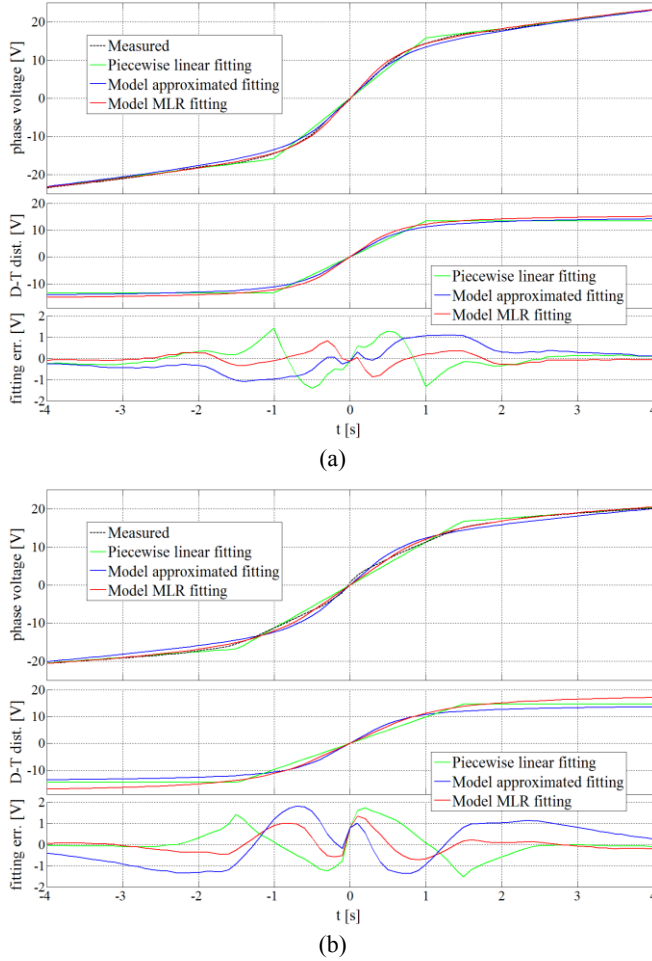 phase voltage [V]
20
10
0
-10
-20
Measured
Piecewise linear fitting
Model approximated fitting
Model MLR fitting
D-T dist. [V]
20
10
0
-10
Piecewise linear fitting
Model approximated fitting
Model MLR fitting
fitting err. [V]
2
1
0
-1
-2
-4 -3 -2 -1 0 1 2 3 4
t [s]
(a)
phase voltage [V]
20
10
0
-10
-20
Measured
Piecewise linear fitting
Model approximated fitting
Model MLR fitting
D-T dist. [V]
20
10
0
-10
Piecewise linear fitting
Model approximated fitting
Model MLR fitting
fitting err. [V]
2
1
0
-1
-2
-4 -3 -2 -1 0 1 2 3 4
t [s]
(b)